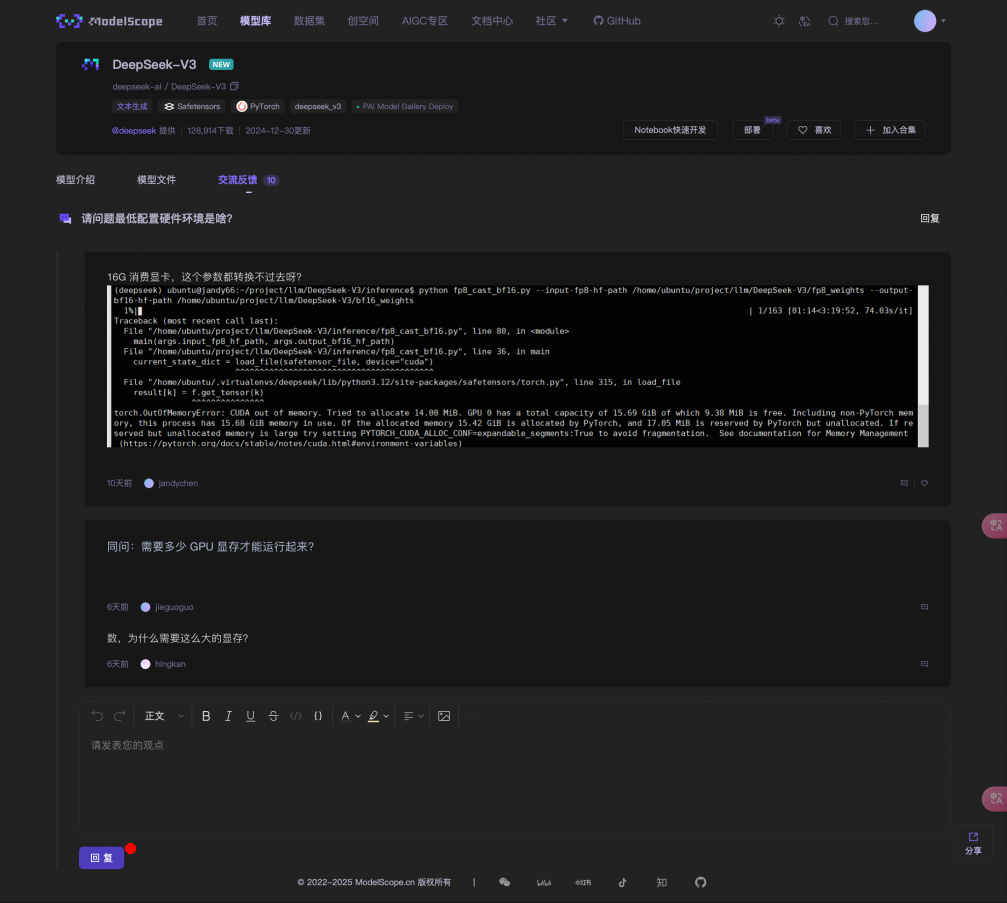 ModelScope 首页 模型库 数据集 创空间 AIGC专区 文档中心 社区 GitHub 搜索您...
DeepSeek-V3 NEW
deepseek-ai / DeepSeek-V3
文本生成 Safetensors PyTorch deepseek_v3 PAI Model Gallery Deploy
@deepseek 提供 128,914下载 2024-12-30更新
Notebook快速开发 部署 beta 喜欢 加入合集
模型介绍 模型文件 交流反馈 10
请问题最低配置硬件环境是啥? 回复
16G 消费显卡，这个参数都转换不过去呀?
(deepseek) ubuntu@jandy66:~/project/llm/DeepSeek-V3/inference$ python fp8_cast_bf16.py --input-fp8-hf-path /home/ubuntu/project/llm/DeepSeek-V3/fp8_weights --output-
bf16-hf-path /home/ubuntu/project/llm/DeepSeek-V3/bf16_weights
1%| | 1/163 [01:14<3:19:52, 74.03s/it]
Traceback (most recent call last):
File "/home/ubuntu/project/llm/DeepSeek-V3/inference/fp8_cast_bf16.py", line 80, in <module>
main(args.input_fp8_hf_path, args.output_bf16_hf_path)
File "/home/ubuntu/project/llm/DeepSeek-V3/inference/fp8_cast_bf16.py", line 36, in main
current_state_dict = load_file(safetensor_file, device="cuda")
^^^^^^^^^^^^^^^^^^^^^^^^^^^^^^^^^^^^^^^^^
File "/home/ubuntu/.virtualenvs/deepseek/lib/python3.12/site-packages/safetensors/torch.py", line 315, in load_file
result[k] = f.get_tensor(k)
^^^^^^^^^^^^^^^
torch.OutOfMemoryError: CUDA out of memory. Tried to allocate 14.00 MiB. GPU 0 has a total capacity of 15.69 GiB of which 9.38 MiB is free. Including non-PyTorch mem
ory, this process has 15.68 GiB memory in use. Of the allocated memory 15.42 GiB is allocated by PyTorch, and 17.05 MiB is reserved by PyTorch but unallocated. If re
served but unallocated memory is large try setting PYTORCH_CUDA_ALLOC_CONF=expandable_segments:True to avoid fragmentation. See documentation for Memory Management
(https://pytorch.org/docs/stable/notes/cuda.html#environment-variables)
10天前 jandychen
同问：需要多少 GPU 显存才能运行起来?
6天前 jieguoguo
数，为什么需要这么大的显存?
6天前 hingkan
正文 B I U S </> {} A
请发表您的观点
分享
回 复
© 2022-2025 ModelScope.cn 版权所有 | 小红书 知